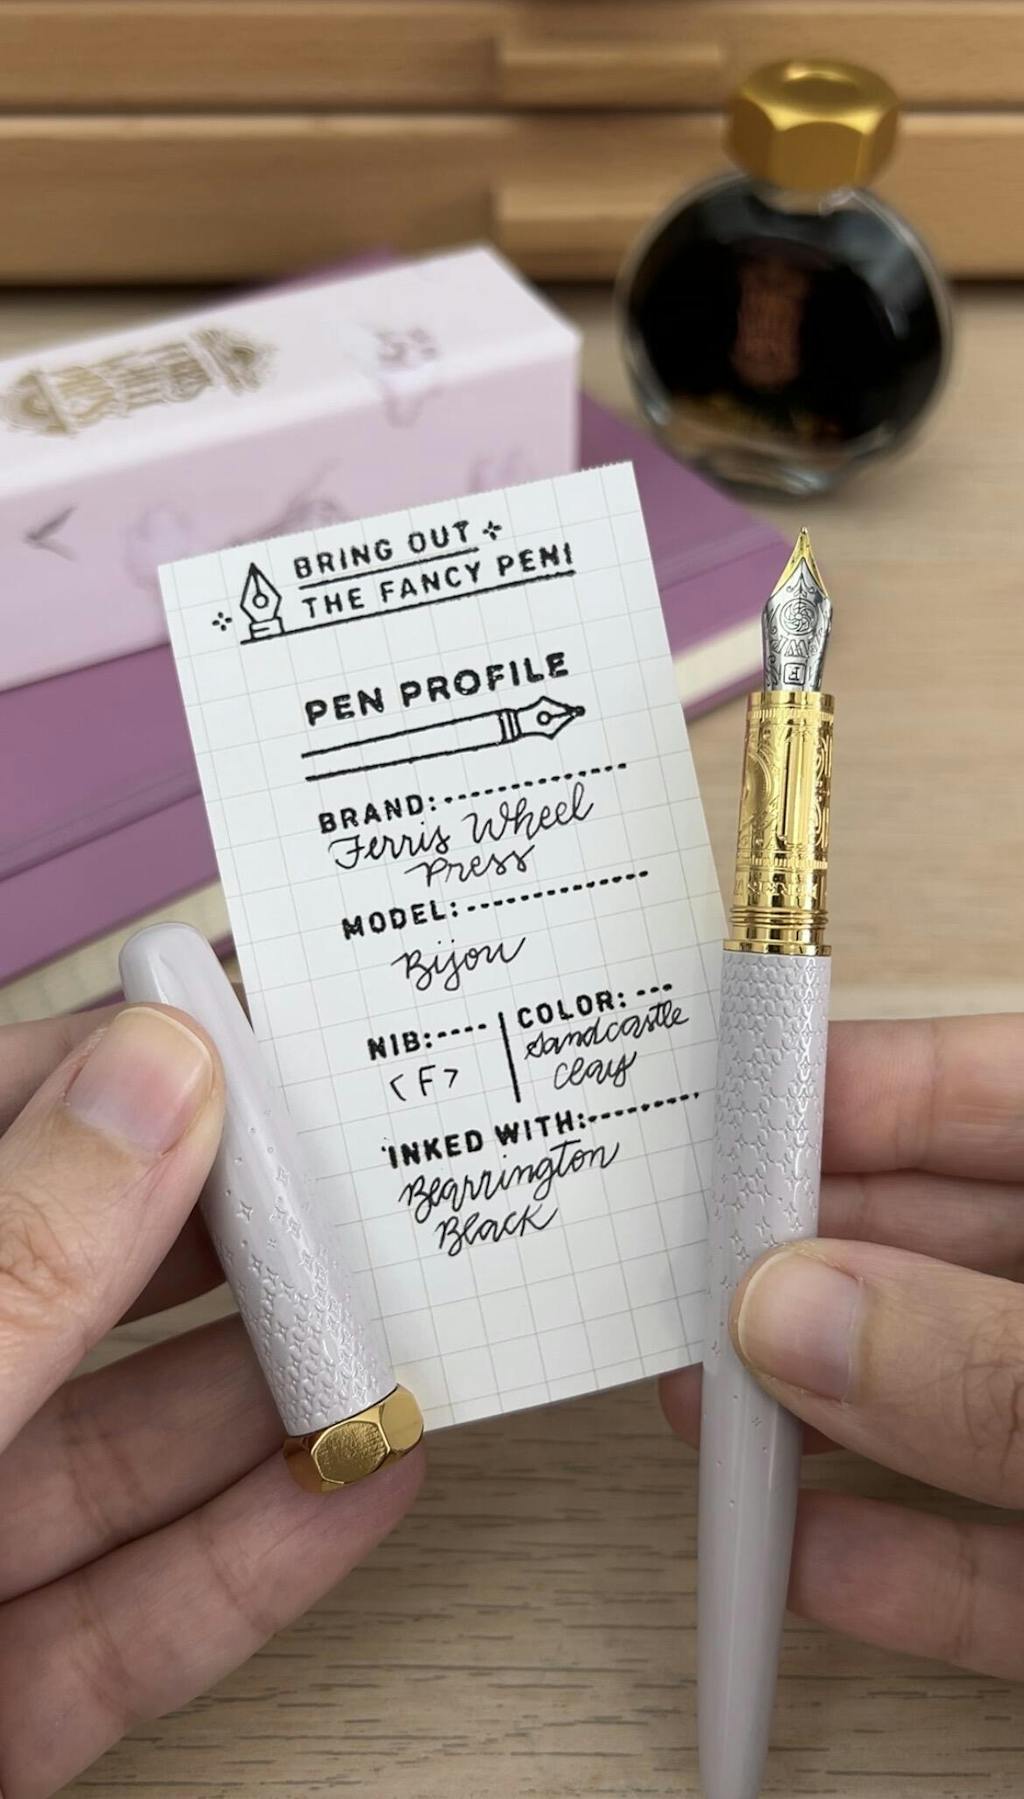 BRING OUT
THE FANCY PEN!
PEN PROFILE
BRAND:
Ferris Wheel
Press
MODEL:
Bijou
NIB:
<F>
COLOR:
Sandcastle
Clay
INKED WITH:
Bearrington
Black
FWP
F